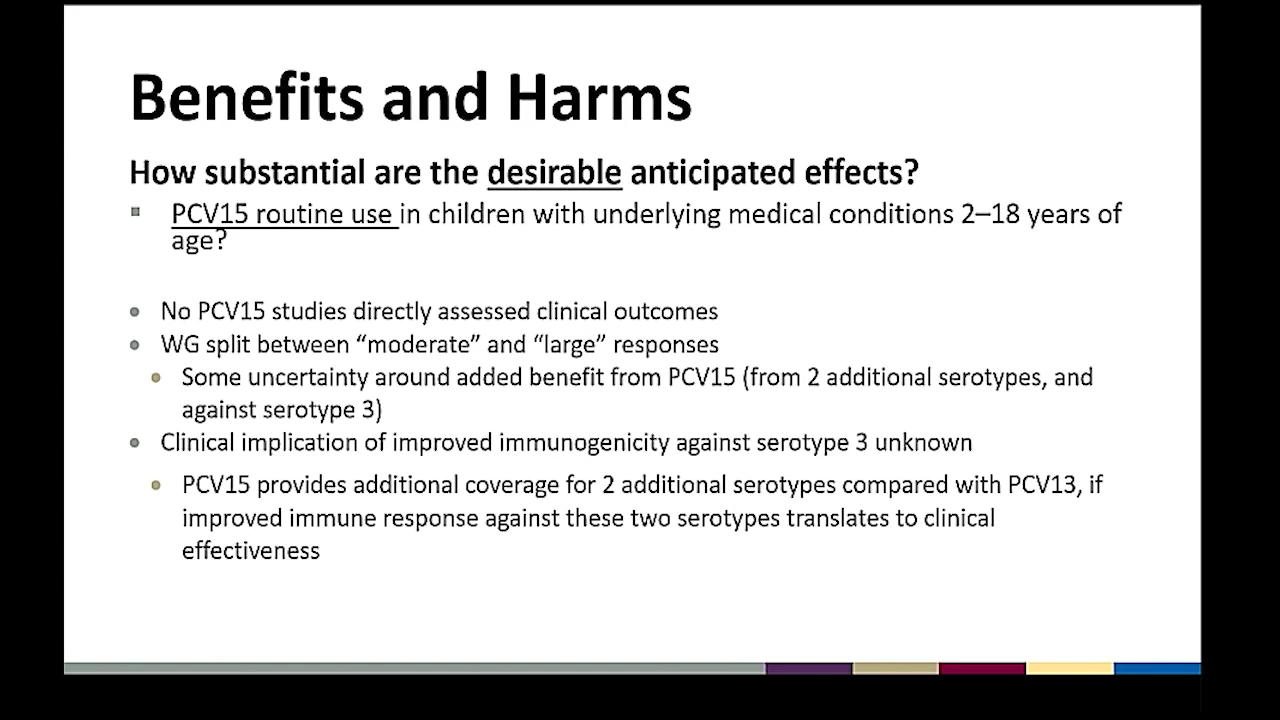 Benefits and Harms
How substantial are the desirable anticipated effects?
PCV15 routine use in children with underlying medical conditions 2–18 years of
age?
No PCV15 studies directly assessed clinical outcomes
WG split between “moderate” and “large” responses
Some uncertainty around added benefit from PCV15 (from 2 additional serotypes, and
against serotype 3)
Clinical implication of improved immunogenicity against serotype 3 unknown
PCV15 provides additional coverage for 2 additional serotypes compared with PCV13, if
improved immune response against these two serotypes translates to clinical
effectiveness